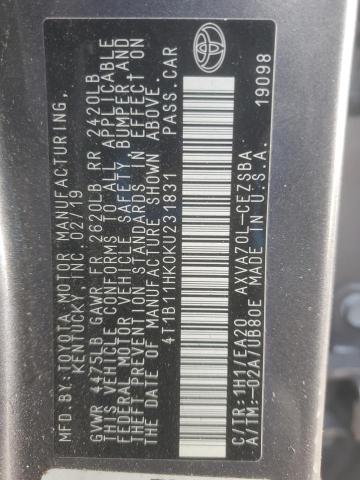 MFD.BY:TOYOTA MOTOR MANUFACTURING,
KENTUCKY, INC. 02/19
GVWR 4475LB GAWR FR 2620LB RR 2420LB
THIS VEHICLE CONFORMS TO ALL APPLICABLE
FEDERAL MOTOR VEHICLE SAFETY, BUMPER, AND
THEFT PREVENTION STANDARDS IN EFFECT ON
THE DATE OF MANUFACTURE SHOWN ABOVE.
4T1B11HK0KU231831 PASS.CAR
C/TR:1H1/EA20 AXVA70L-CEZSBA
A/TM:-02A/UB80E MADE IN U.S.A.
19098